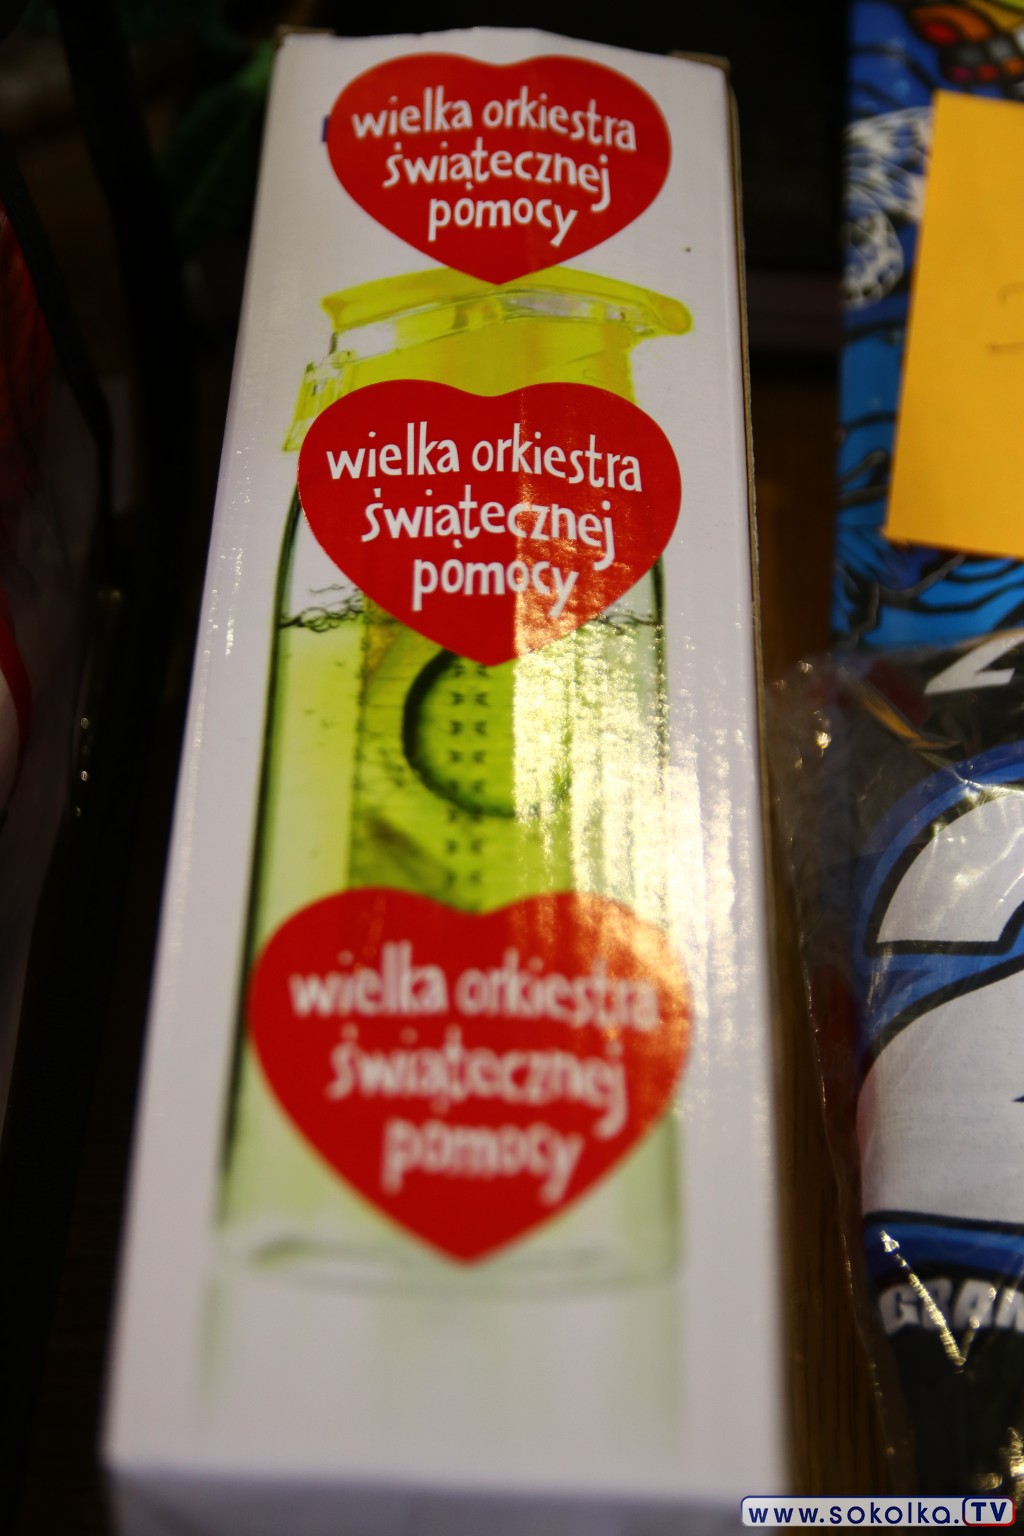 wielka orkiestra
świątecznej
pomocy
wielka orkiestra
świątecznej
pomocy
wielka orkiestra
świątecznej
pomocy
www.sokolka.TV